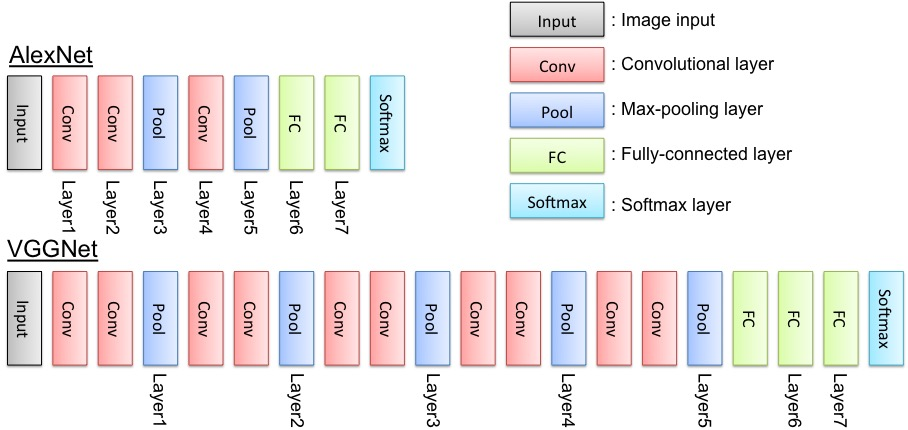 Input : Image input
AlexNet
Conv : Convolutional layer
Input Conv Conv Pool Conv Pool FC FC Softmax
Pool : Max-pooling layer
FC : Fully-connected layer
Softmax : Softmax layer
Layer1 Layer2 Layer3 Layer4 Layer5 Layer6 Layer7
VGGNet
Input Conv Conv Pool Conv Conv Pool Conv Conv Pool Conv Conv Pool Conv Conv Pool FC FC FC Softmax
Layer1 Layer2 Layer3 Layer4 Layer5 Layer6 Layer7